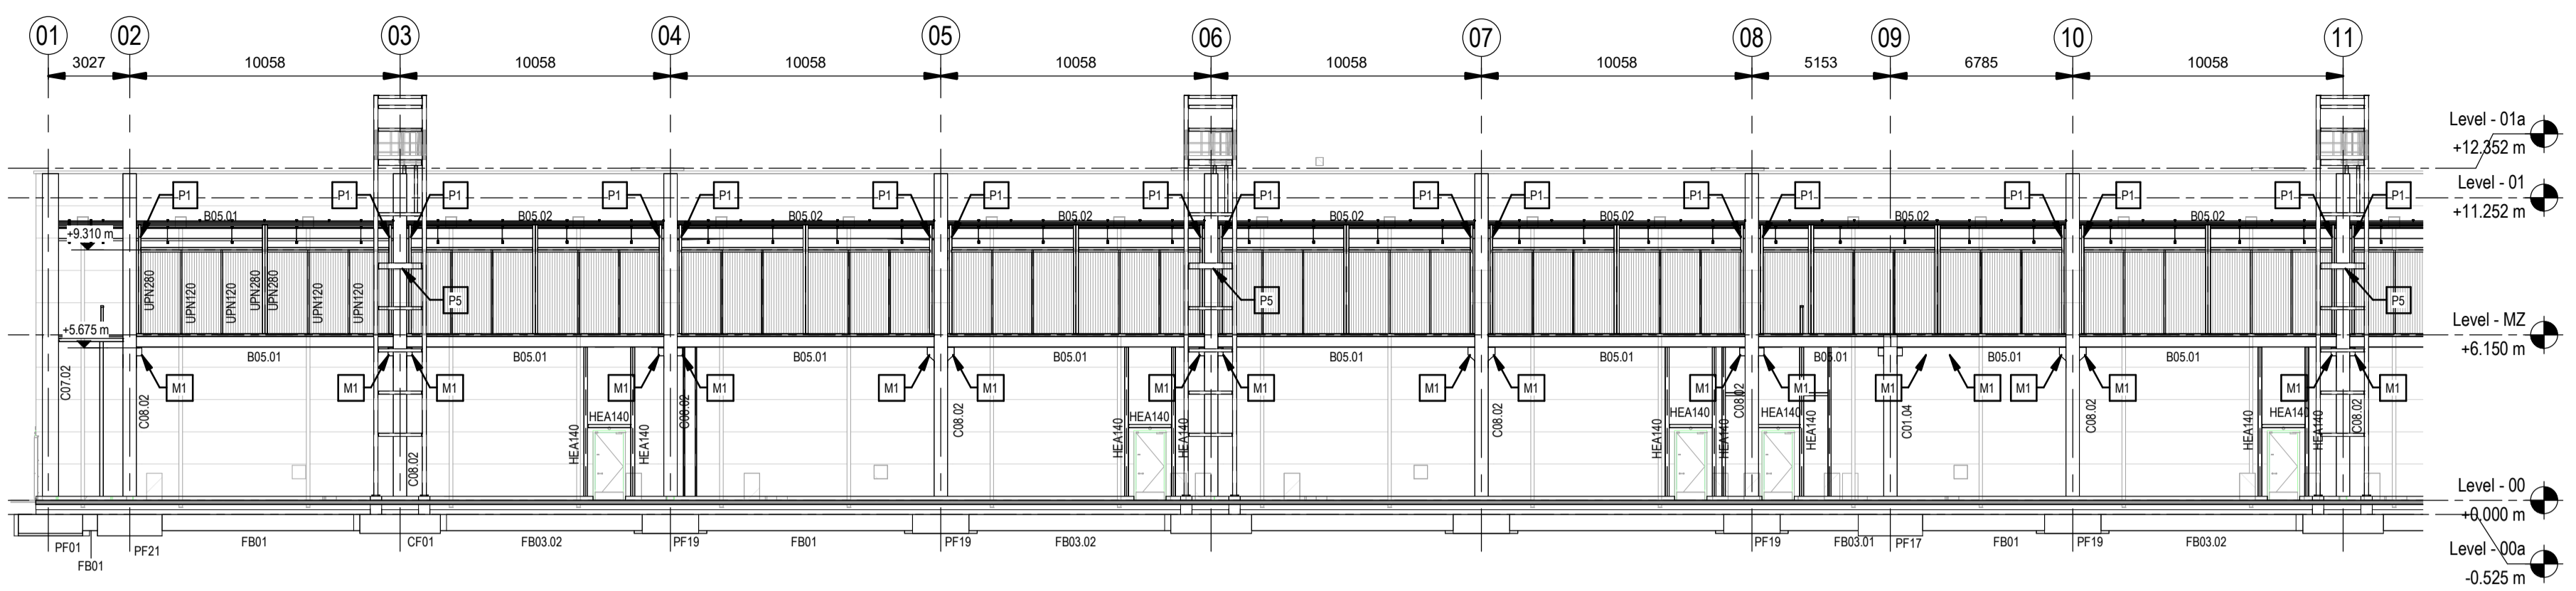 01 02 03 04 05 06 07 08 09 10 11
3027 10058 10058 10058 10058 10058 10058 5153 6785 10058
Level - 01a
+12.352 m
P1 P1 P1 P1 P1 P1 P1 P1 P1 P1 P1 P1 P1 P1 P1 P1
Level - 01
+11.252 m
B05.01 B05.02 B05.02 B05.02 B05.02 B05.02 B05.02 B05.02
+9.310 m
UPN280 UPN120 UPN120 UPN280 UPN280 UPN120 UPN120
P5 P5 P5
+5.675 m
Level - MZ
+6.150 m
B05.01 B05.01 B05.01 B05.01 B05.01 B05.01 B05.01 B05.01 B05.01
M1 M1 M1 M1 M1 M1 M1 M1 M1 M1 M1 M1 M1 M1 M1 M1 M1 M1
C07.02 C08.02 C08.02 C08.02 C08.02 C08.02 C08.02 C01.04 C08.02 C08.02
HEA140 HEA140 HEA140 HEA140 HEA140
HEA140 HEA140 HEA140 HEA140 HEA140 HEA140 HEA140 HEA140 HEA140
Level - 00
+0.000 m
PF01 PF21 FB01 CF01 FB03.02 PF19 FB01 PF19 FB03.02 PF19 FB03.01 PF17 FB01 PF19 FB03.02
FB01
Level - 00a
-0.525 m